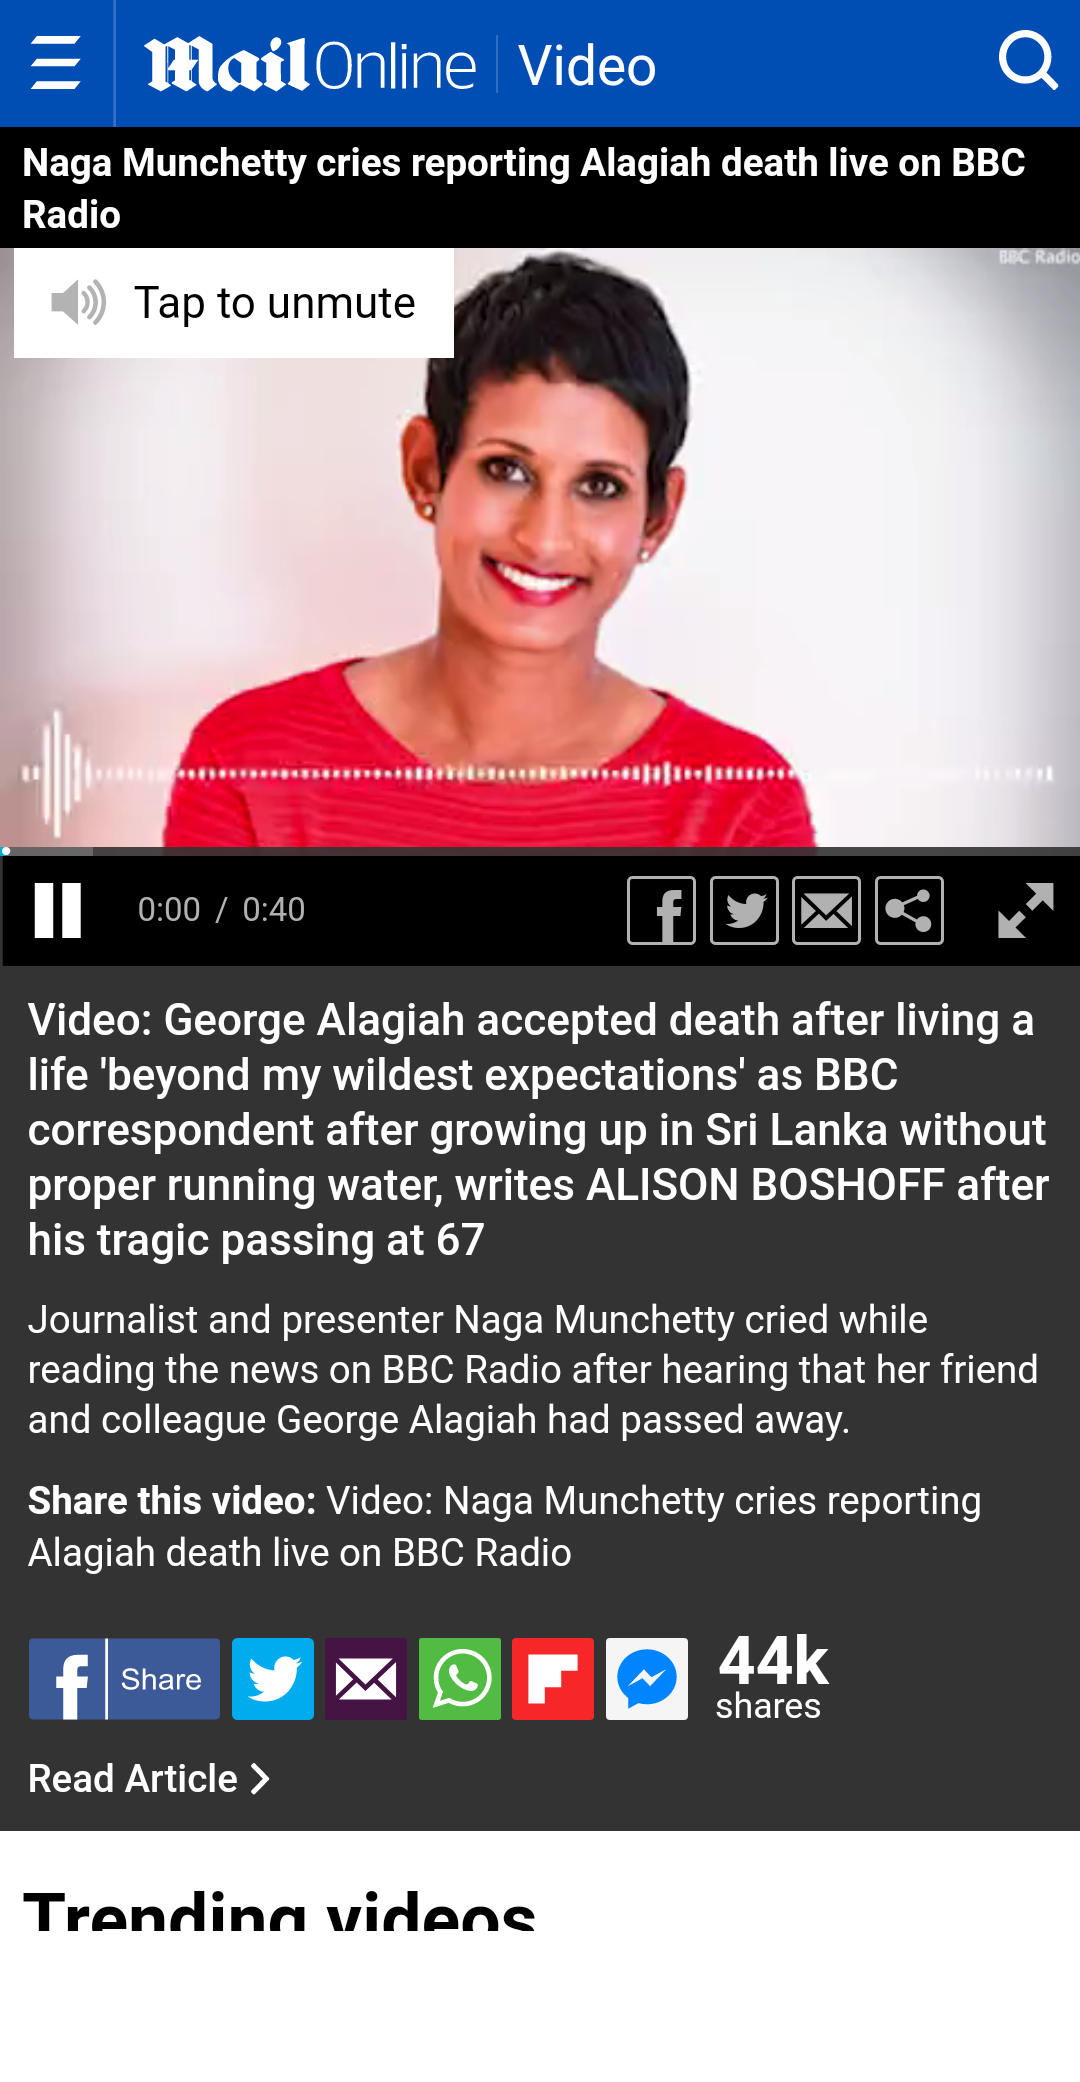 Mail Online Video
Naga Munchetty cries reporting Alagiah death live on BBC
Radio
BBC Radio
Tap to unmute
0:00 / 0:40
Video: George Alagiah accepted death after living a
life 'beyond my wildest expectations' as BBC
correspondent after growing up in Sri Lanka without
proper running water, writes ALISON BOSHOFF after
his tragic passing at 67
Journalist and presenter Naga Munchetty cried while
reading the news on BBC Radio after hearing that her friend
and colleague George Alagiah had passed away.
Share this video: Video: Naga Munchetty cries reporting
Alagiah death live on BBC Radio
Share
44k
shares
Read Article
Trending videos